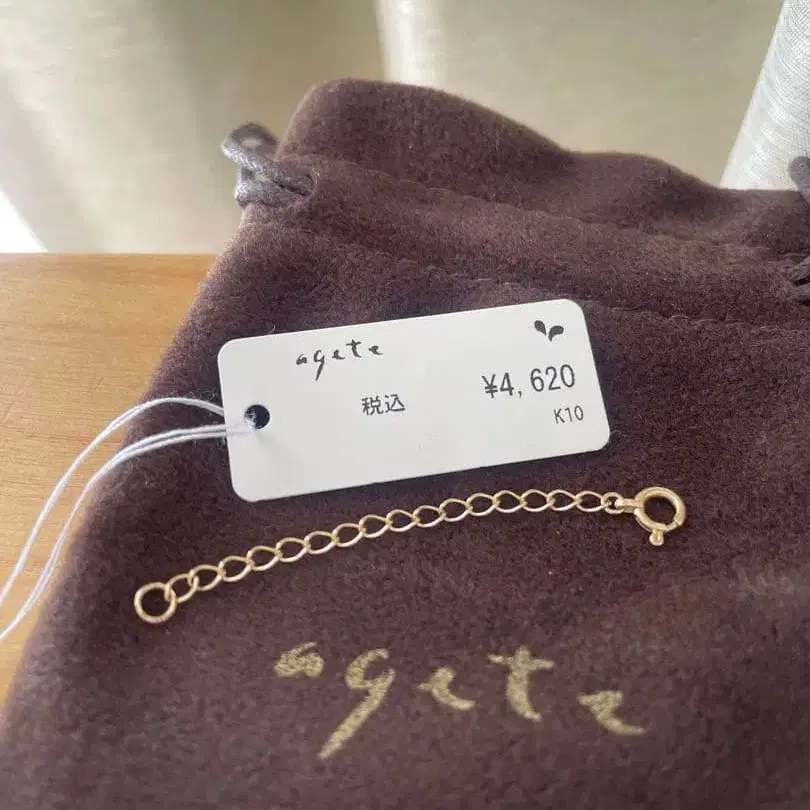 agete
税込 ¥4,620
K10
agete